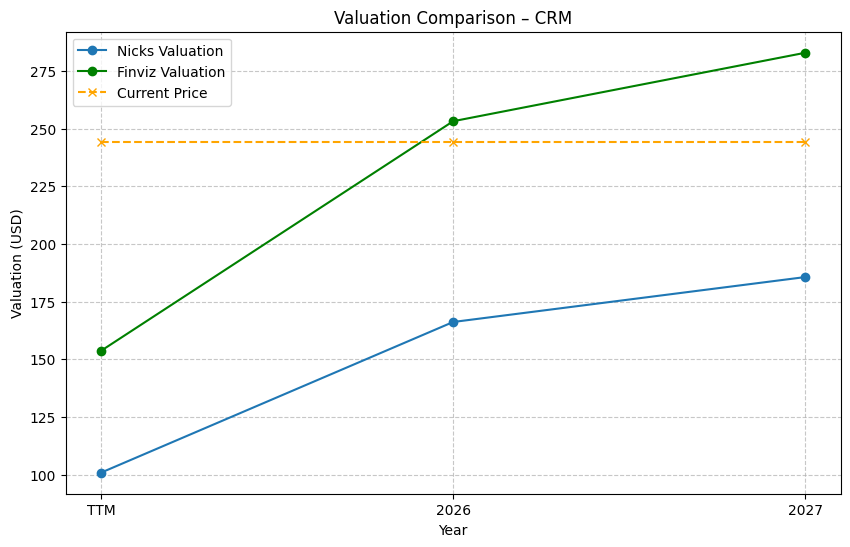 Valuation Comparison – CRM
Nicks Valuation
Finviz Valuation
Current Price
Valuation (USD)
275
250
225
200
175
150
125
100
TTM
2026
2027
Year